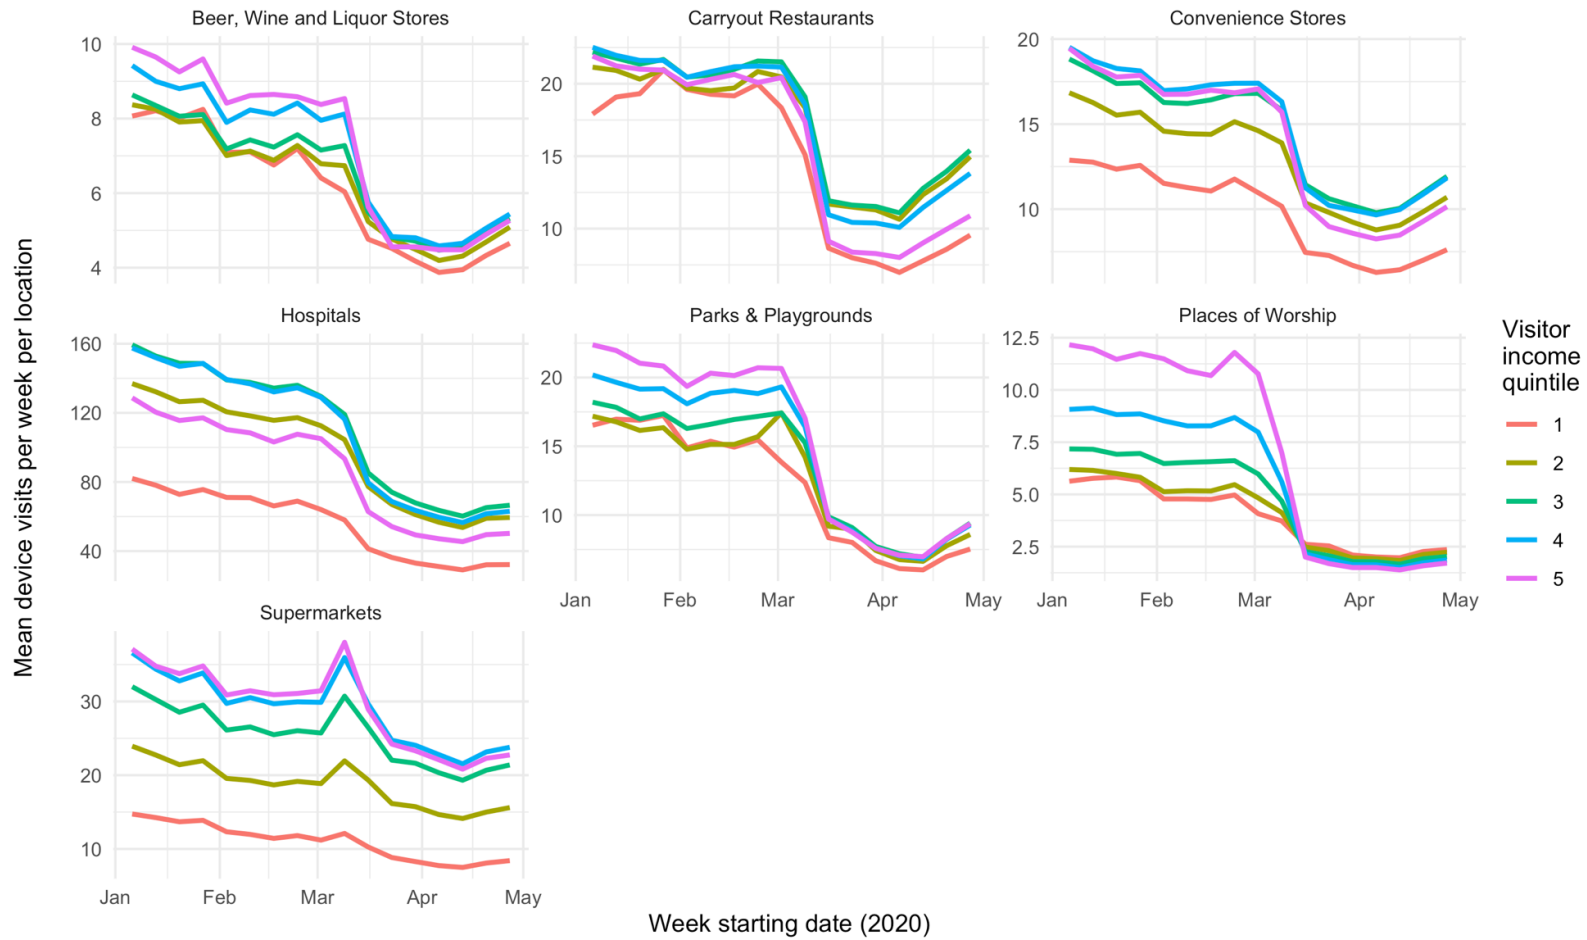 Beer, Wine and Liquor Stores
Carryout Restaurants
Convenience Stores
10
8
6
4
20
15
10
20
15
10
Hospitals
Parks & Playgrounds
Places of Worship
160
120
80
40
20
15
10
12.5
10.0
7.5
5.0
2.5
Jan Feb Mar Apr May
Jan Feb Mar Apr May
Supermarkets
30
20
10
Jan Feb Mar Apr May
Mean device visits per week per location
Week starting date (2020)
Visitor
income
quintile
1
2
3
4
5